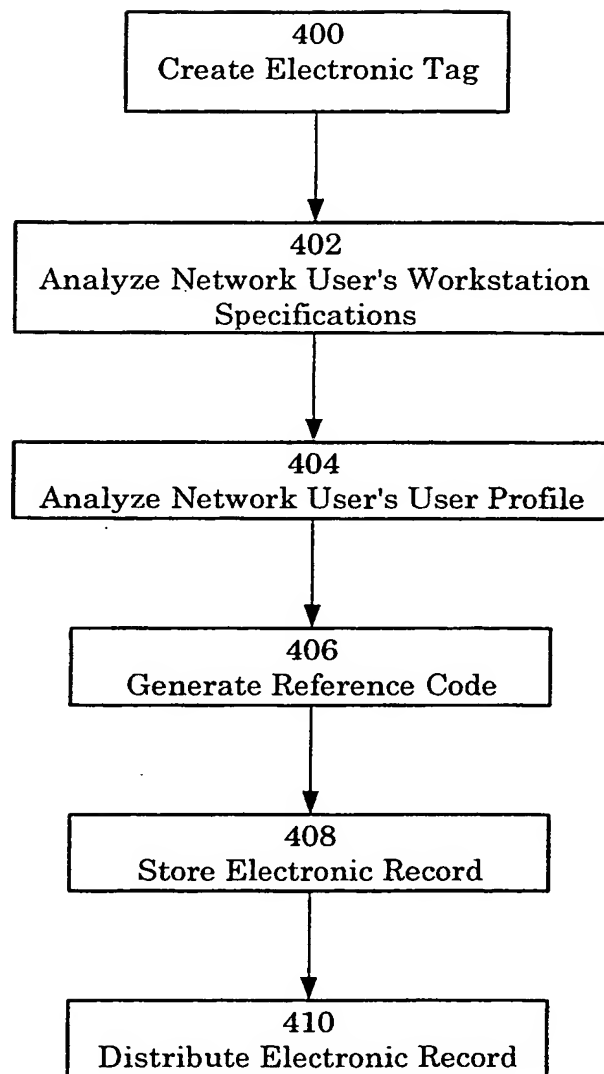 400
Create Electronic Tag
402
Analyze Network User's Workstation
Specifications
404
Analyze Network User's User Profile
406
Generate Reference Code
408
Store Electronic Record
410
Distribute Electronic Record